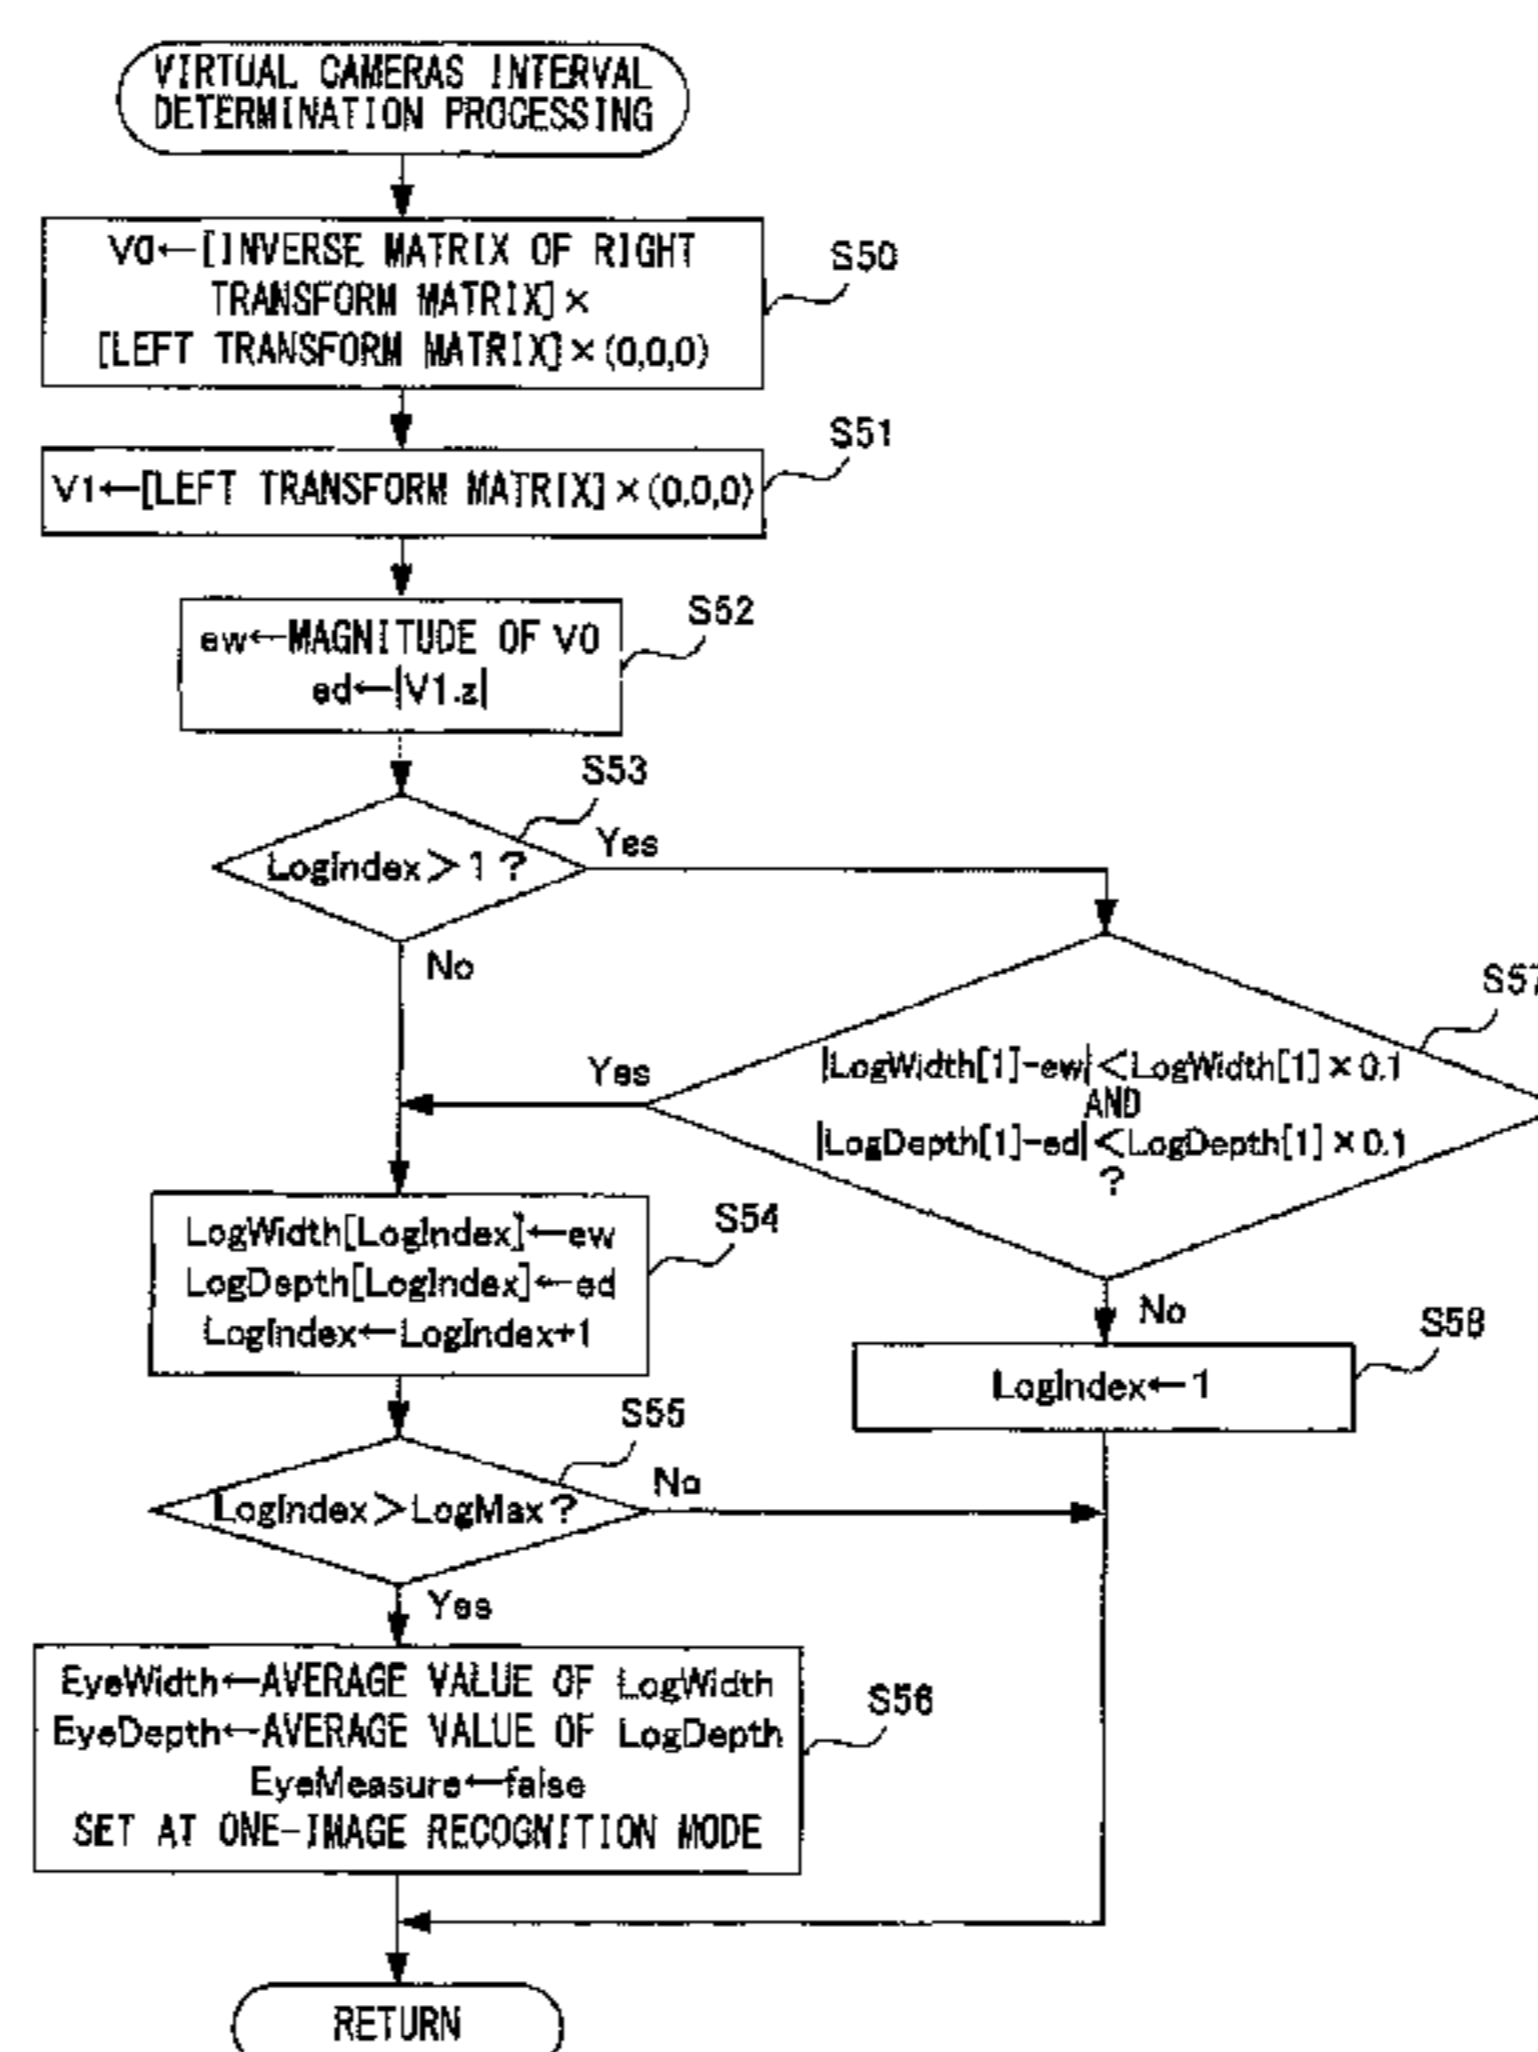 VIRTUAL CAMERAS INTERVAL
DETERMINATION PROCESSING
V0←[INVERSE MATRIX OF RIGHT
TRANSFORM MATRIX]×
[LEFT TRANSFORM MATRIX]×(0,0,0)
S50
V1←[LEFT TRANSFORM MATRIX]×(0,0,0)
S51
ew←MAGNITUDE OF V0
ed←|V1.z|
S52
LogIndex>1?
S53
Yes
No
|LogWidth[1]-ew|<LogWidth[1]×0.1
AND
|LogDepth[1]-ed|<LogDepth[1]×0.1
?
S57
Yes
No
LogWidth[LogIndex]←ew
LogDepth[LogIndex]←ed
LogIndex←LogIndex+1
S54
LogIndex←1
S58
LogIndex>LogMax?
S55
No
Yes
EyeWidth←AVERAGE VALUE OF LogWidth
EyeDepth←AVERAGE VALUE OF LogDepth
EyeMeasure←false
SET AT ONE-IMAGE RECOGNITION MODE
S56
RETURN